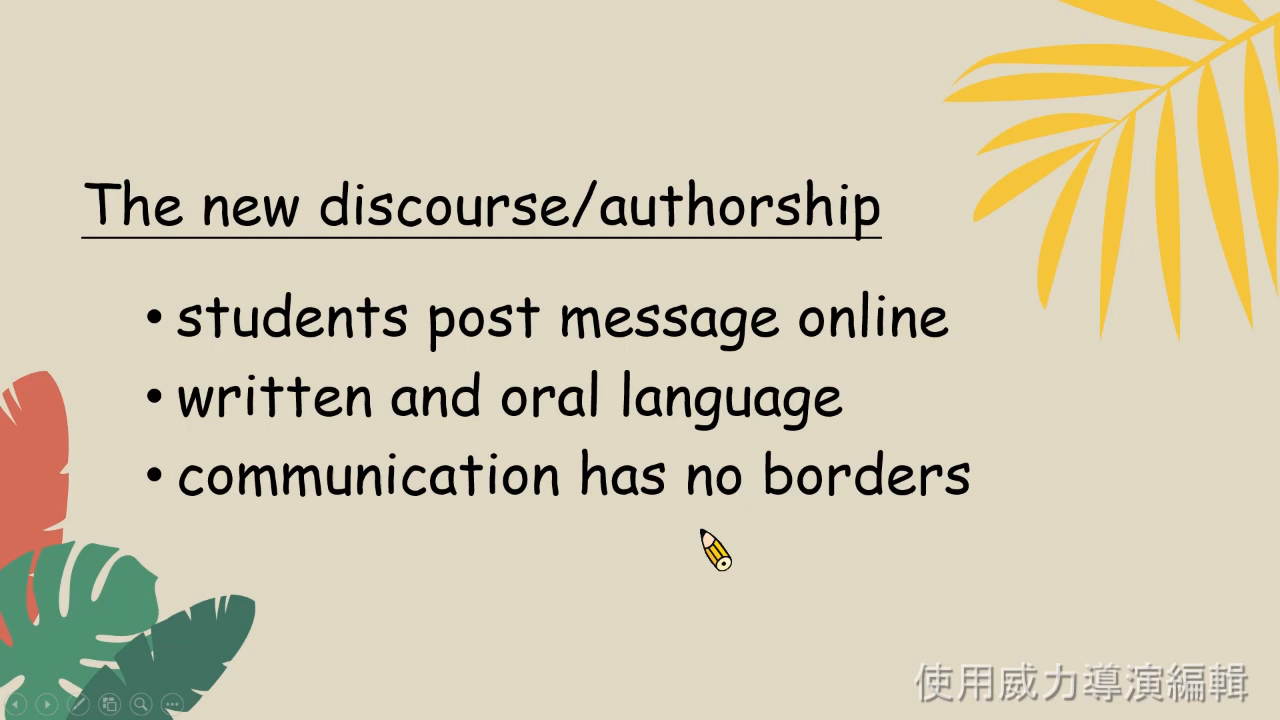 The new discourse/authorship
• students post message online
• written and oral language
• communication has no borders
使用威力導演編輯